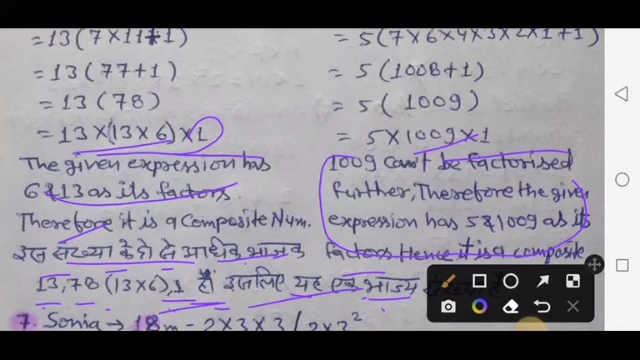 = 13(7×11+1)
= 13(77+1)
= 13(78)
= 13×(13×6)×1
The given expression has
6 & 13 as its factors
Therefore it is a Composite Num.
इस संख्या के दो से अधिक भाजक
13,78(13×6),1 हैं इसलिए यह एक भाज्य
7. Sonia → 18m = 2×3×3/2×3²
= 5(7×6×4×3×2×1+1)
= 5(1008+1)
= 5(1009)
= 5×1009×1
1009 can't be factorised
further, Therefore the given
expression has 5 & 1009 as its
factors Hence it is a composite